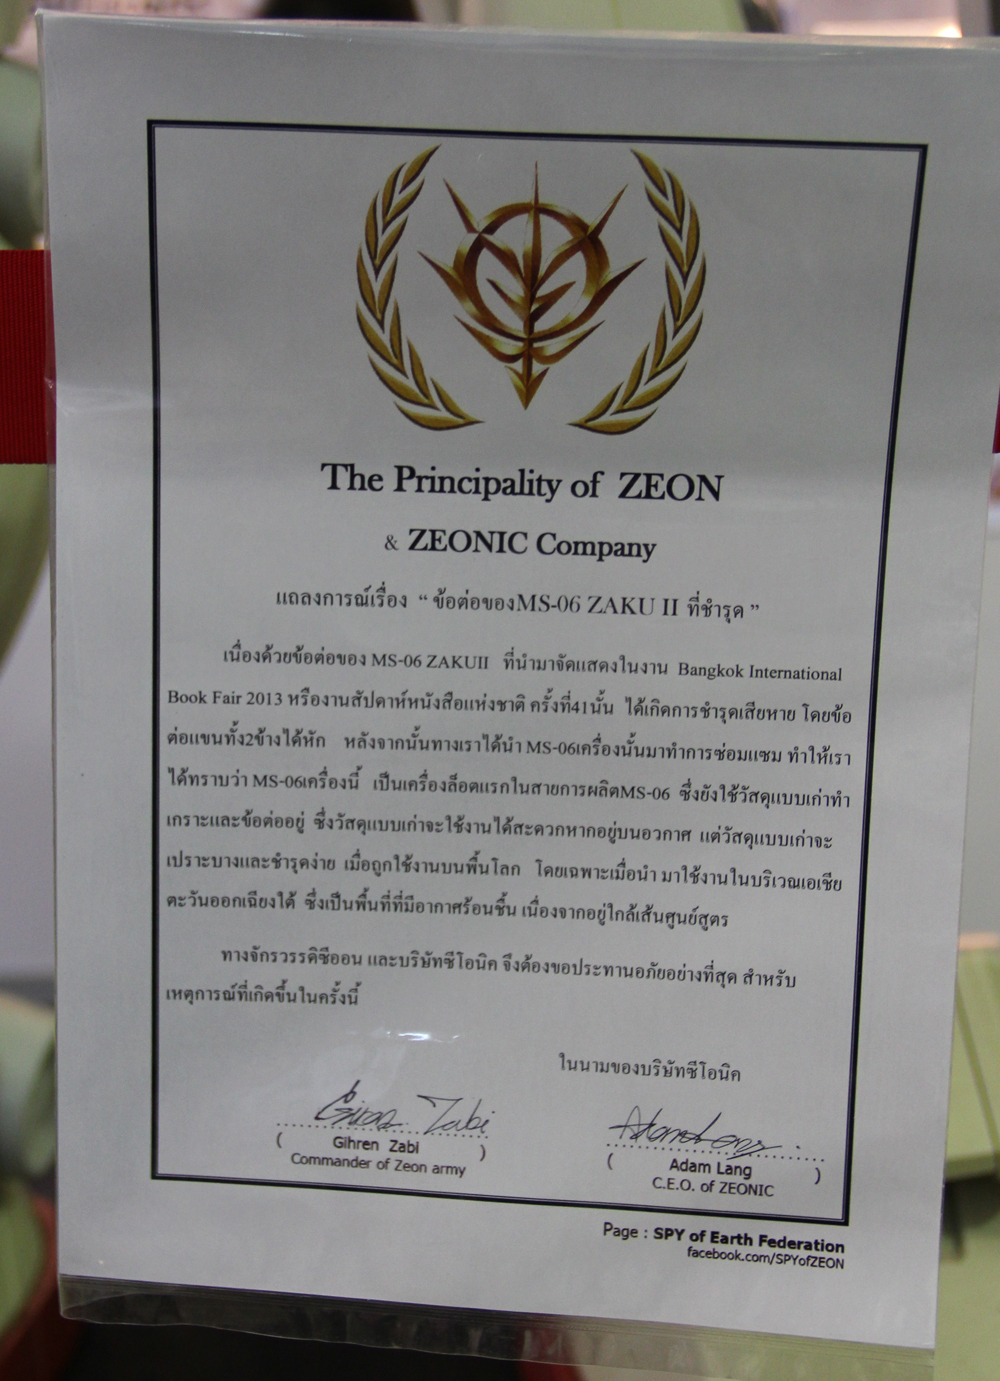 The Principality of ZEON
& ZEONIC Company
แถลงการณ์เรื่อง “ ข้อต่อของMS-06 ZAKU II ที่ชำรุด ”
เนื่องด้วยข้อต่อของ MS-06 ZAKUII ที่นำมาจัดแสดงในงาน Bangkok International
Book Fair 2013 หรืองานสัปดาห์หนังสือแห่งชาติ ครั้งที่41นั้น ได้เกิดการชำรุดเสียหาย โดยข้อ
ต่อแขนทั้ง2ข้างได้หัก หลังจากนั้นทางเราได้นำ MS-06เครื่องนั้นมาทำการซ่อมแซม ทำให้เรา
ได้ทราบว่า MS-06เครื่องนี้ เป็นเครื่องล็อตแรกในสายการผลิตMS-06 ซึ่งยังใช้วัสดุแบบเก่าทำ
เกราะและข้อต่ออยู่ ซึ่งวัสดุแบบเก่าจะใช้งานได้สะดวกหากอยู่บนอวกาศ แต่วัสดุแบบเก่าจะ
เปราะบางและชำรุดง่าย เมื่อถูกใช้งานบนพื้นโลก โดยเฉพาะเมื่อนำ มาใช้งานในบริเวณเอเชีย
ตะวันออกเฉียงใต้ ซึ่งเป็นพื้นที่ที่มีอากาศร้อนชื้น เนื่องจากอยู่ใกล้เส้นศูนย์สูตร
ทางจักรวรรดิซีออน และบริษัทซีโอนิค จึงต้องขอประทานอภัยอย่างที่สุด สำหรับ
เหตุการณ์ที่เกิดขึ้นในครั้งนี้
ในนามของบริษัทซีโอนิค
Gihren Zabi
( Gihren Zabi )
Commander of Zeon army
Adam Lang
( Adam Lang )
C.E.O. of ZEONIC
Page : SPY of Earth Federation
facebook.com/SPYofZEON